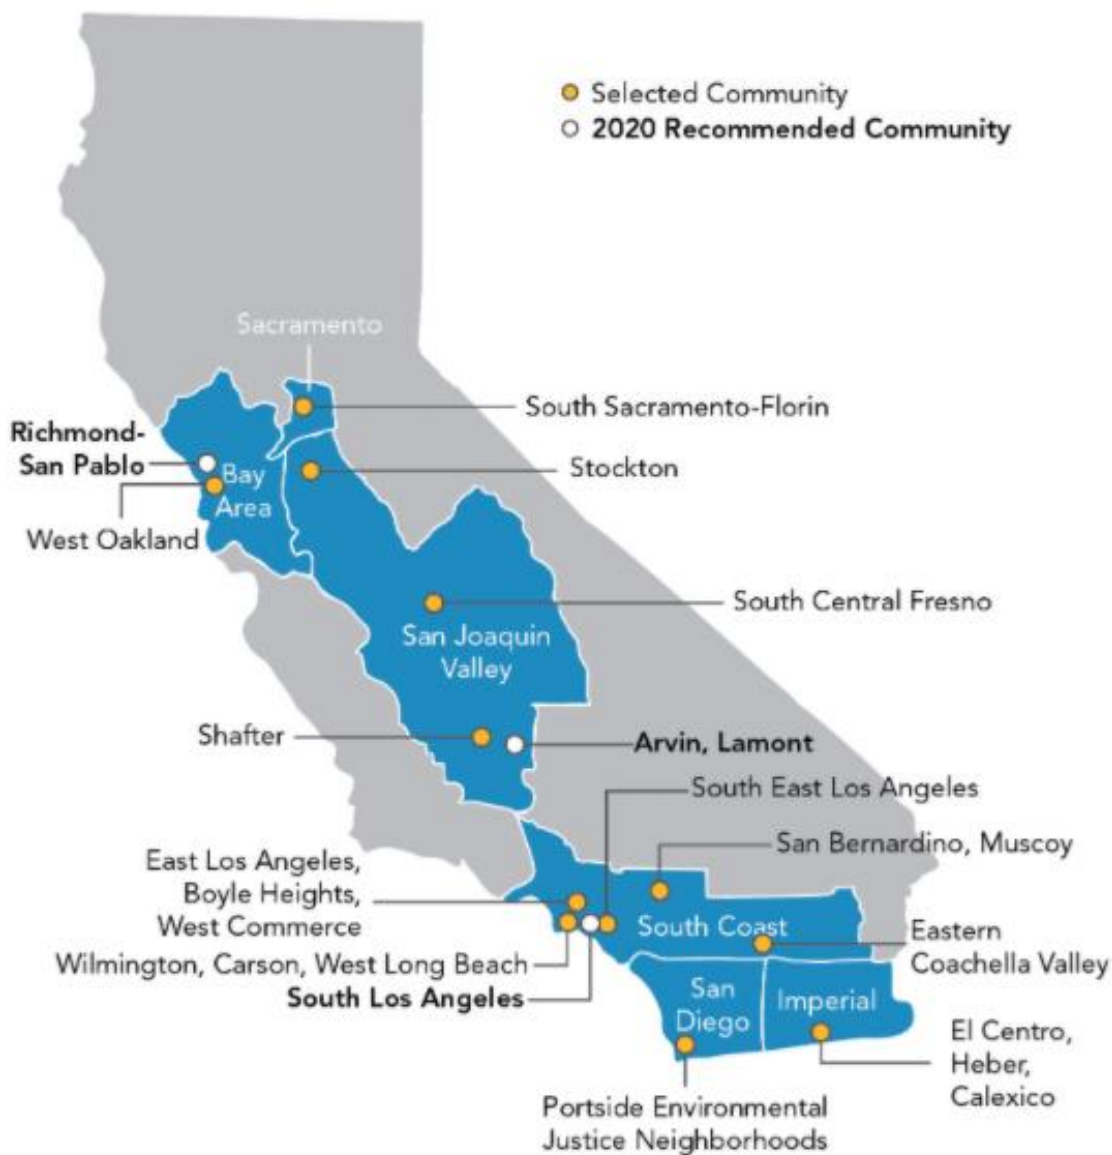 Selected Community
2020 Recommended Community
Sacramento
South Sacramento-Florin
Richmond-
San Pablo
Bay
Area
Stockton
West Oakland
South Central Fresno
San Joaquin
Valley
Shafter
Arvin, Lamont
South East Los Angeles
San Bernardino, Muscoy
East Los Angeles,
Boyle Heights,
West Commerce
South Coast
Eastern
Coachella Valley
Wilmington, Carson, West Long Beach
South Los Angeles
San
Diego
Imperial
El Centro,
Heber,
Calexico
Portside Environmental
Justice Neighborhoods